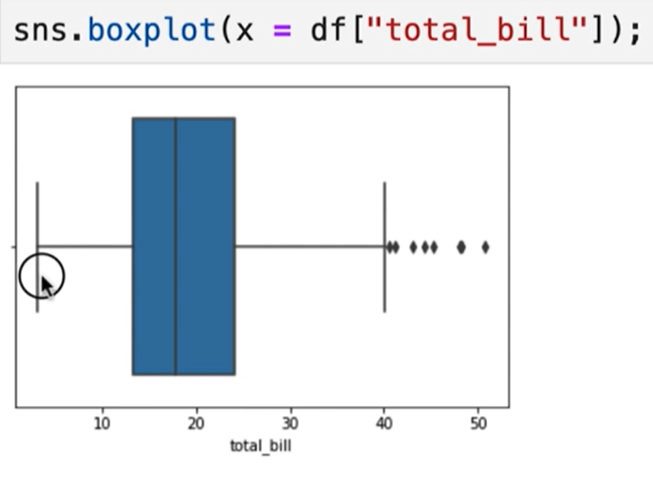 sns.boxplot(x = df["total_bill"]);
10 20 30 40 50
total_bill